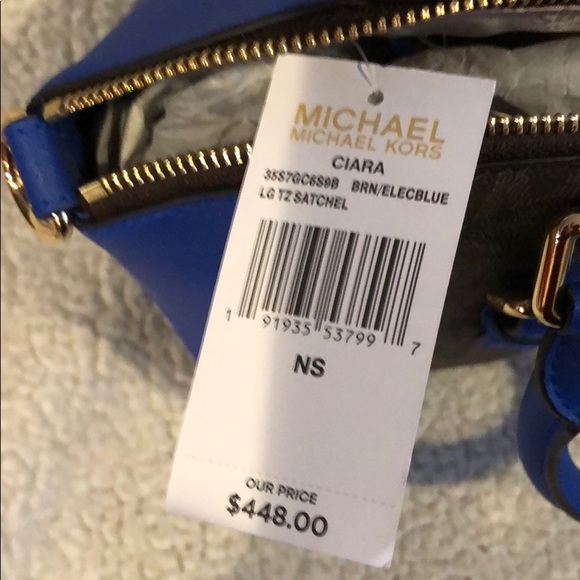 MICHAEL
MICHAEL KORS
CIARA
35S7GC6S9B BRN/ELECBLUE
LG TZ SATCHEL
1 91935 53799 7
NS
OUR PRICE
$448.00